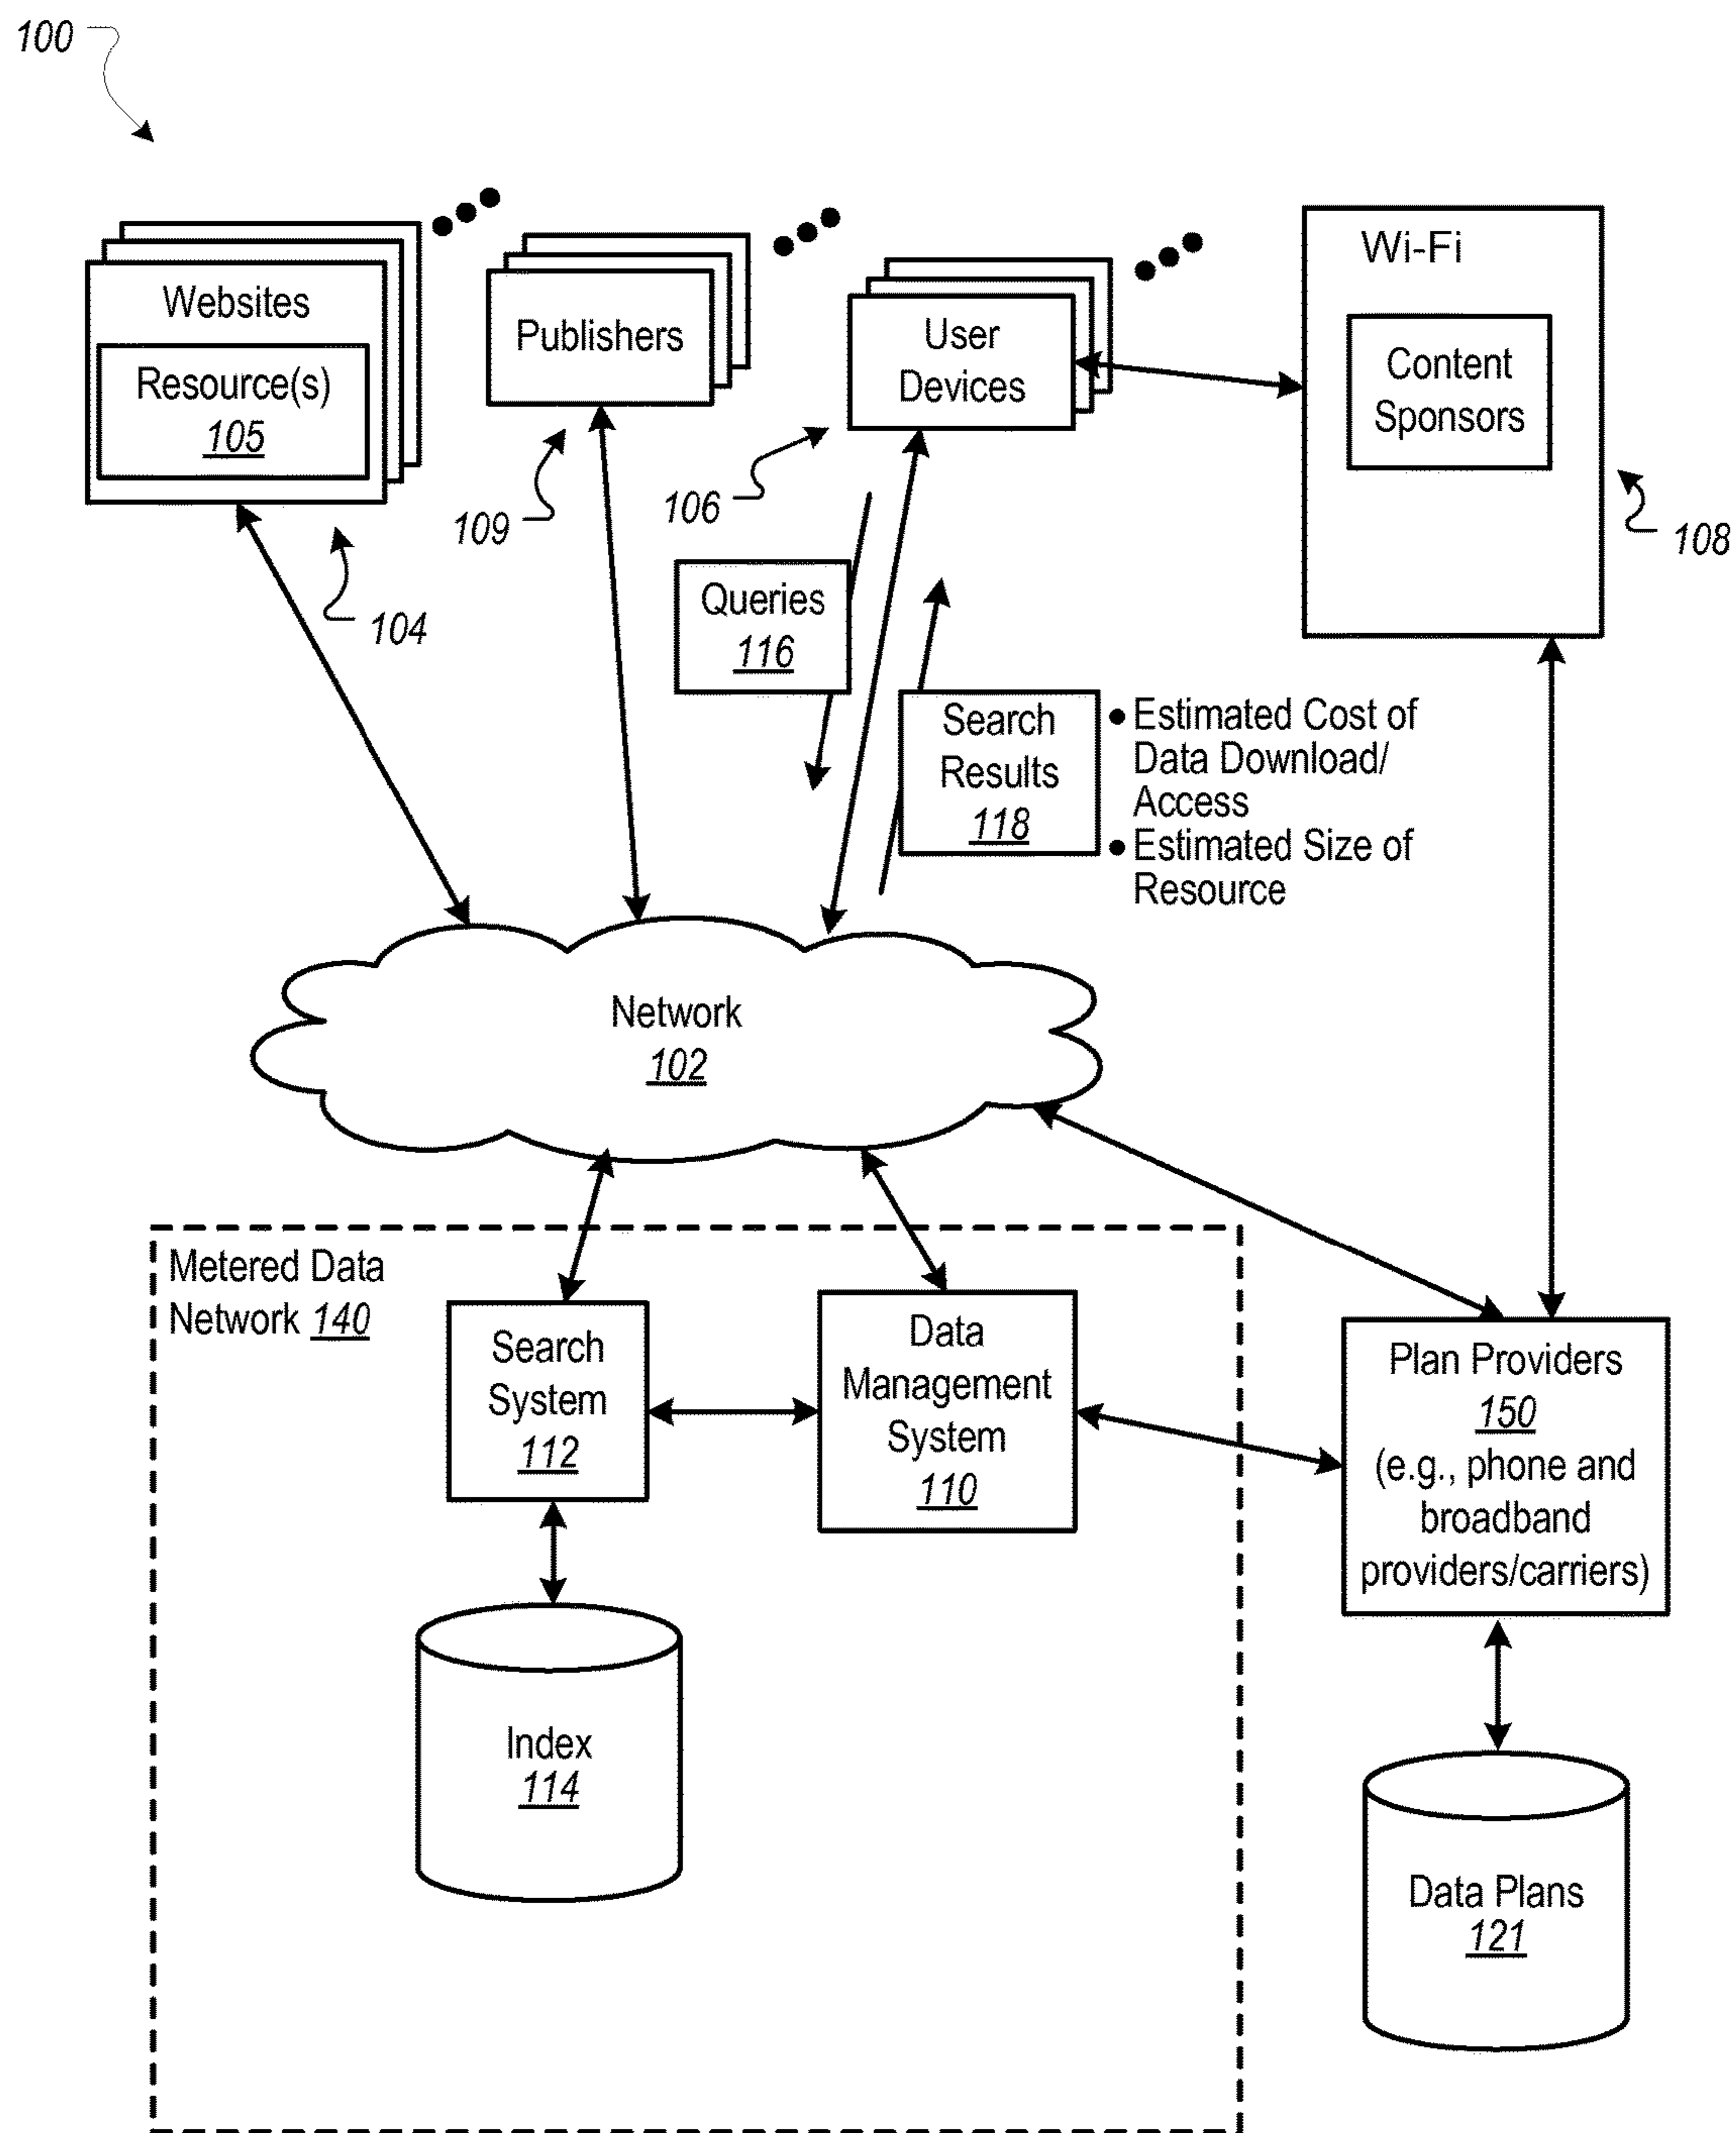 100
Websites
Resource(s)
105
104
Publishers
109
User
Devices
106
Wi-Fi
Content
Sponsors
108
Queries
116
Search
Results
118
• Estimated Cost of
Data Download/
Access
• Estimated Size of
Resource
Network
102
Metered Data
Network 140
Search
System
112
Data
Management
System
110
Plan Providers
150
(e.g., phone and
broadband
providers/carriers)
Index
114
Data Plans
121